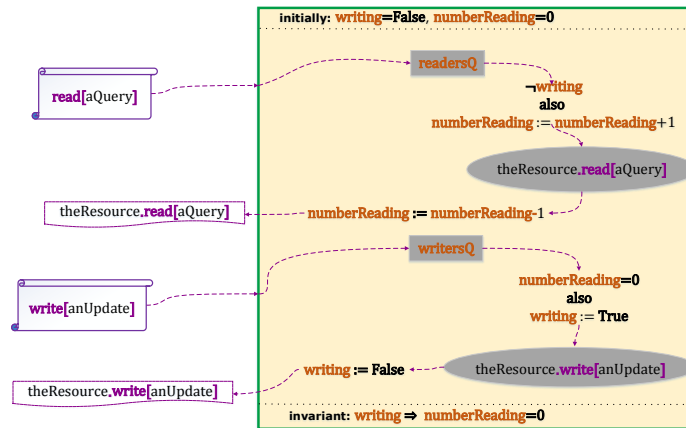 initially: writing=False, numberReading=0
readersQ
read[aQuery]
¬writing
also
numberReading := numberReading+1
theResource.read[aQuery]
theResource.read[aQuery]
numberReading := numberReading-1
writersQ
numberReading=0
also
writing := True
write[anUpdate]
theResource.write[anUpdate]
writing := False
theResource.write[anUpdate]
invariant: writing ⇒ numberReading=0